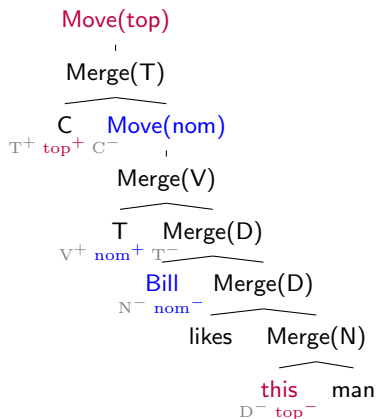 Move(top)
Merge(T)
C Move(nom)
T⁺ top⁺ C⁻
Merge(V)
T Merge(D)
V⁺ nom⁺ T⁻
Bill Merge(D)
N⁻ nom⁻
likes Merge(N)
this man
D⁻ top⁻